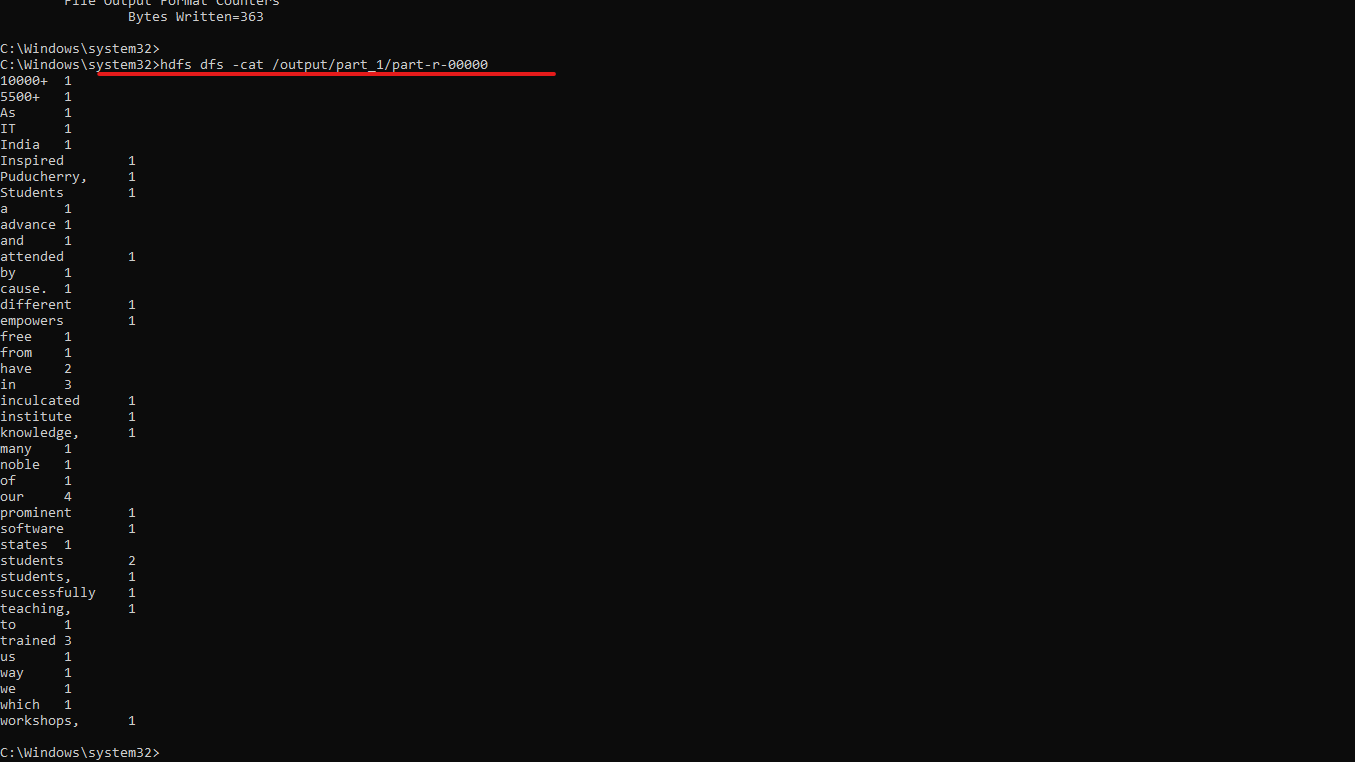 File Output Format Counters
Bytes Written=363
C:\Windows\system32>
C:\Windows\system32>hdfs dfs -cat /output/part_1/part-r-00000
10000+ 1
5500+ 1
As 1
IT 1
India 1
Inspired 1
Puducherry, 1
Students 1
a 1
advance 1
and 1
attended 1
by 1
cause. 1
different 1
empowers 1
free 1
from 1
have 2
in 3
inculcated 1
institute 1
knowledge, 1
many 1
noble 1
of 1
our 4
prominent 1
software 1
states 1
students 2
students, 1
successfully 1
teaching, 1
to 1
trained 3
us 1
way 1
we 1
which 1
workshops, 1
C:\Windows\system32>